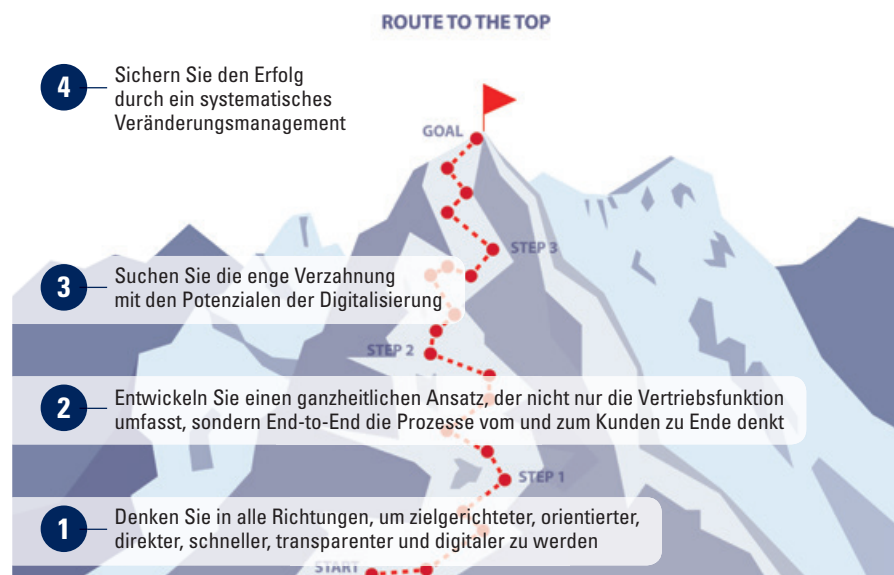 ROUTE TO THE TOP
4
Sichern Sie den Erfolg
durch ein systematisches
Veränderungsmanagement
GOAL
STEP 3
3
Suchen Sie die enge Verzahnung
mit den Potenzialen der Digitalisierung
STEP 2
2
Entwickeln Sie einen ganzheitlichen Ansatz, der nicht nur die Vertriebsfunktion
umfasst, sondern End-to-End die Prozesse vom und zum Kunden zu Ende denkt
STEP 1
1
Denken Sie in alle Richtungen, um zielgerichteter, orientierter,
direkter, schneller, transparenter und digitaler zu werden
START